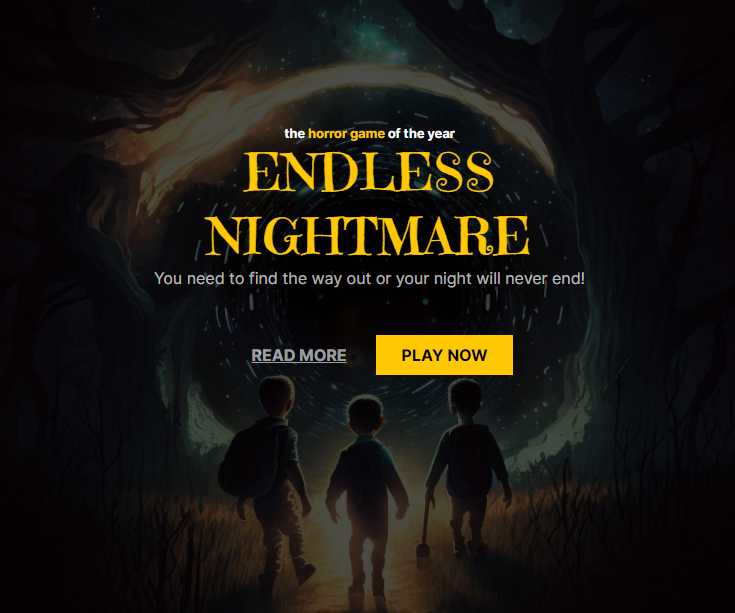 the horror game of the year
ENDLESS
NIGHTMARE
You need to find the way out or your night will never end!
READ MORE PLAY NOW